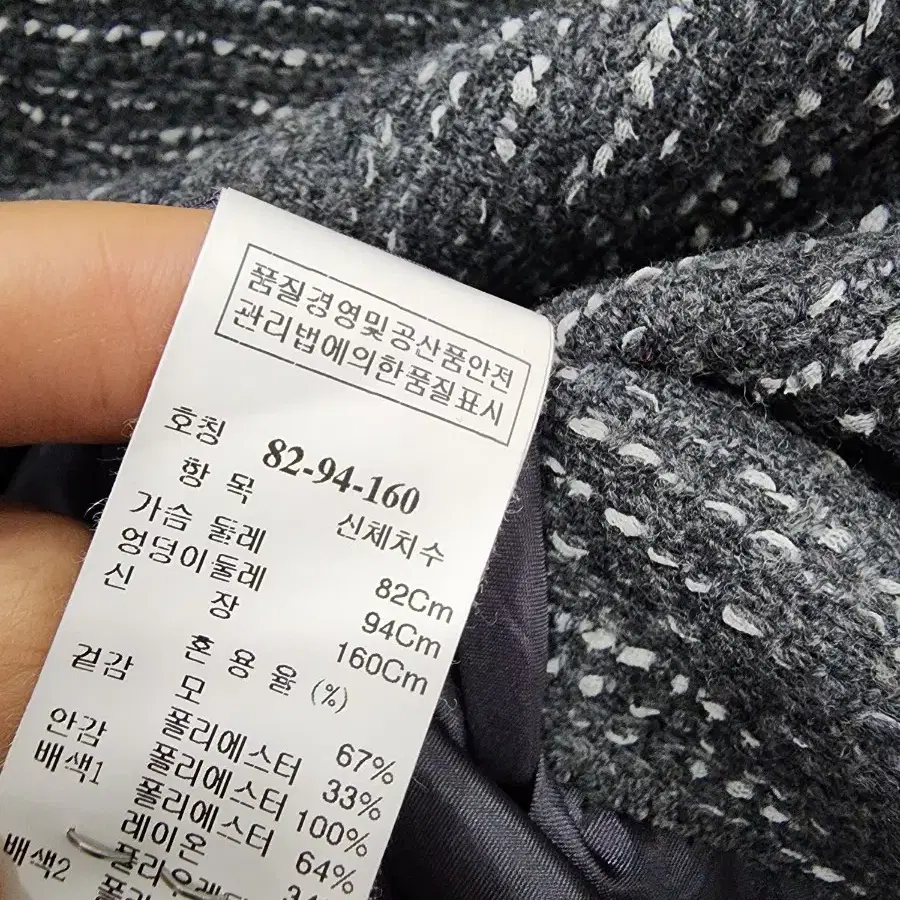 품질경영및공산품안전
관리법에의한품질표시
호칭 82-94-160
항 목 신체치수
가슴 둘레 82Cm
엉덩이둘레 94Cm
신 장 160Cm
혼 용 율 (%)
겉감 모 67%
폴리에스터 33%
안감 폴리에스터 100%
배색1 폴리에스터 64%
레이온
배색2